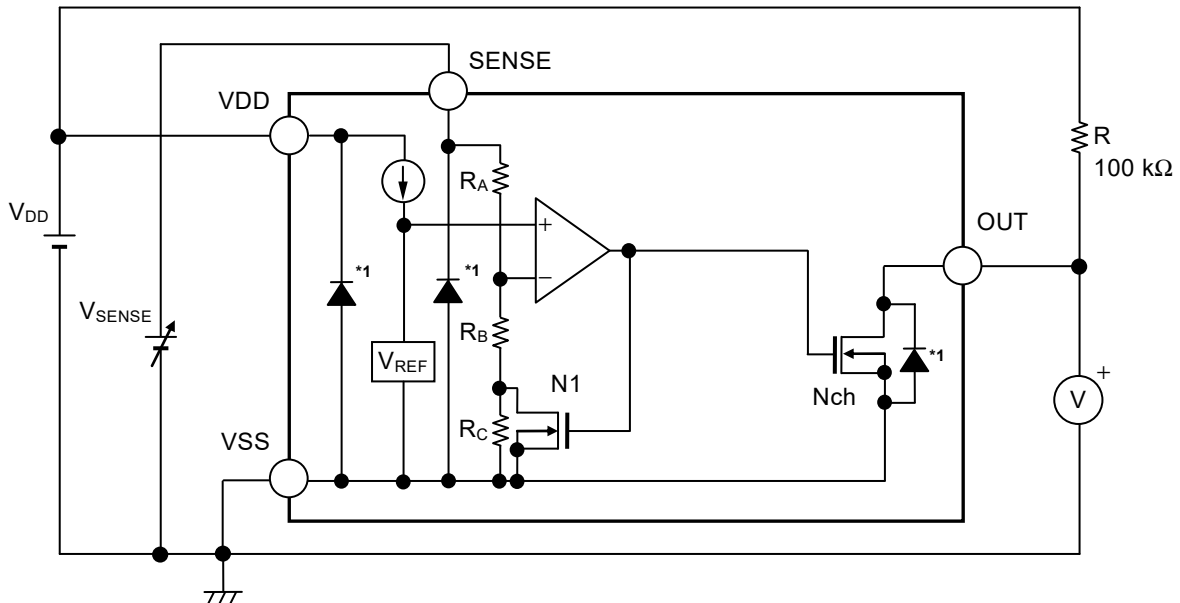 SENSE
VDD
R
100 kΩ
RA
VDD
+
OUT
*1
*1
−
VSENSE
RB
*1
VREF
N1
Nch
+
V
RC
VSS